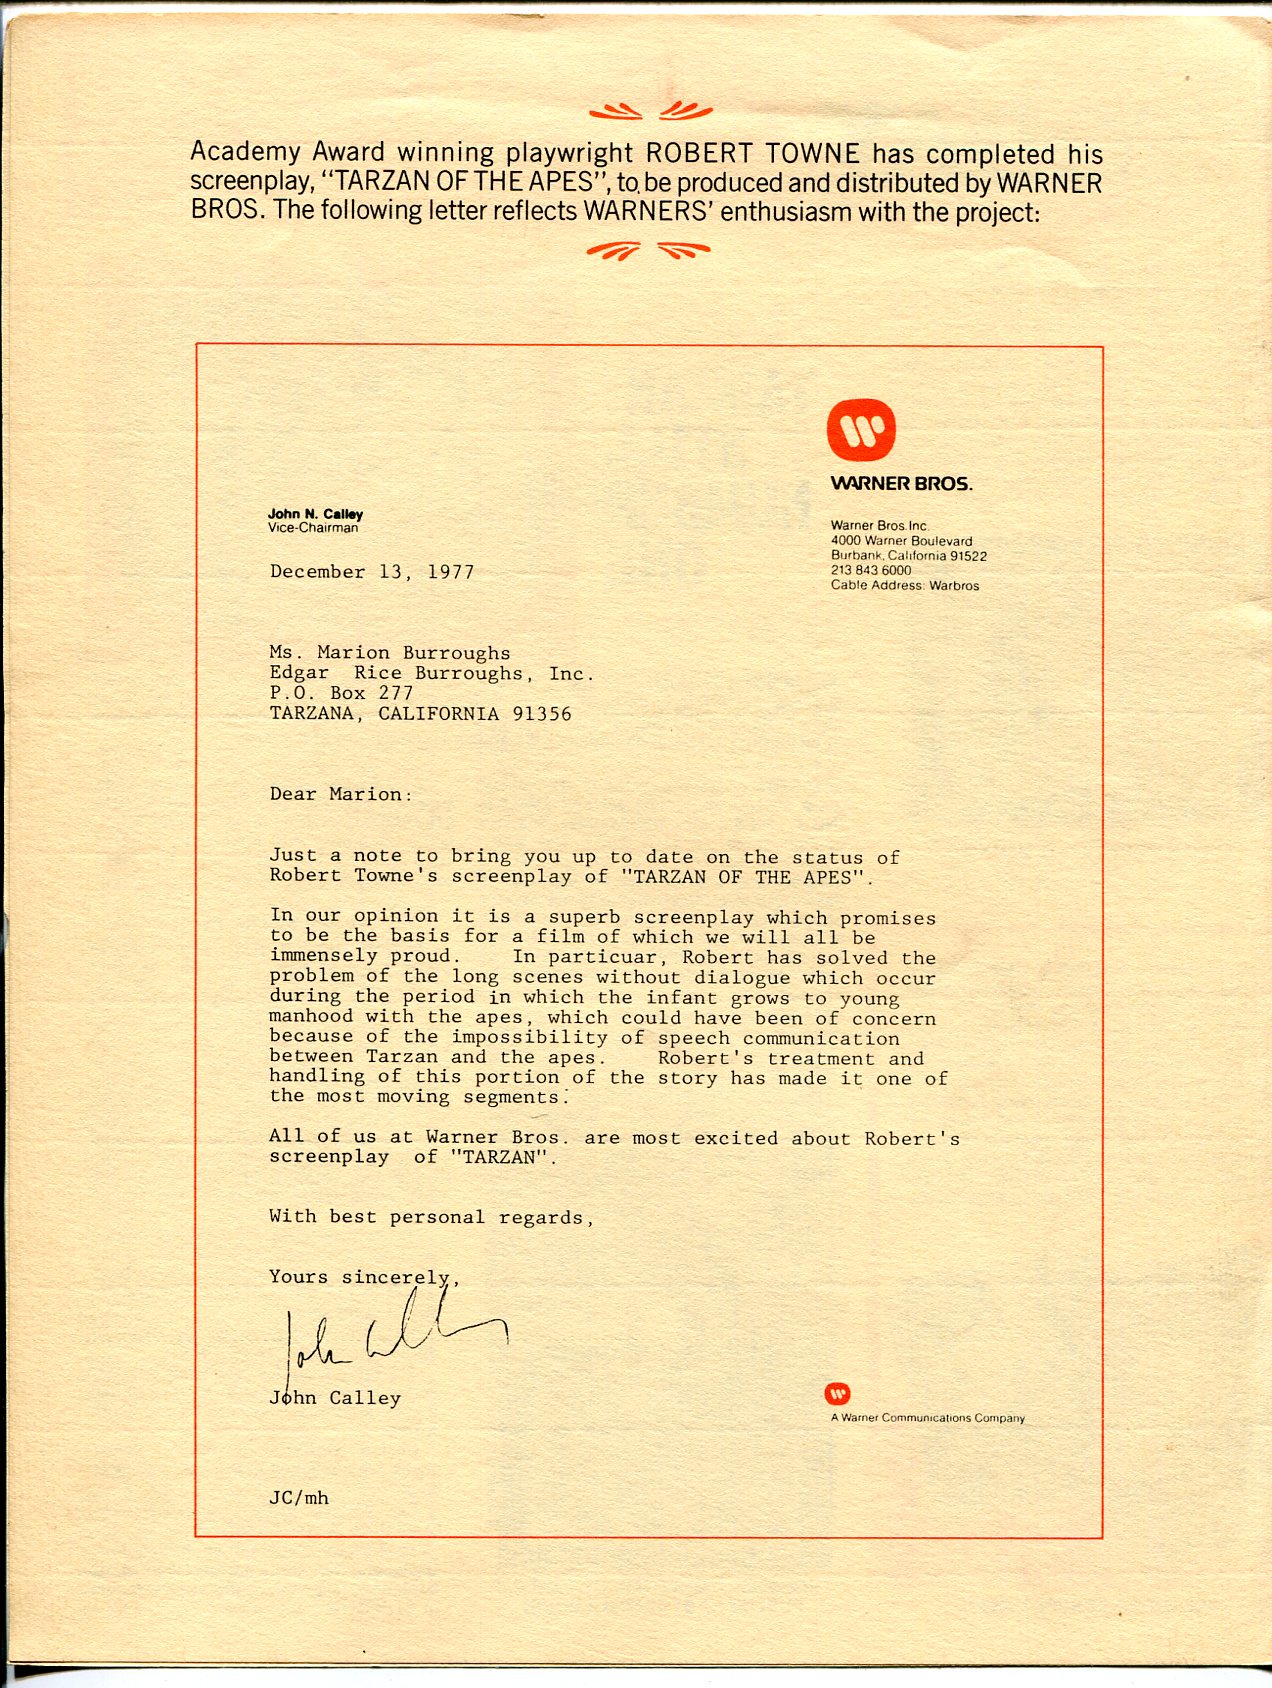 Academy Award winning playwright ROBERT TOWNE has completed his
screenplay, "TARZAN OF THE APES", to be produced and distributed by WARNER
BROS. The following letter reflects WARNERS' enthusiasm with the project:
WARNER BROS.
John N. Calley
Vice-Chairman
Warner Bros. Inc.
4000 Warner Boulevard
Burbank, California 91522
213 843 6000
Cable Address: Warbros
December 13, 1977
Ms. Marion Burroughs
Edgar Rice Burroughs, Inc.
P.O. Box 277
TARZANA, CALIFORNIA 91356
Dear Marion:
Just a note to bring you up to date on the status of
Robert Towne's screenplay of "TARZAN OF THE APES".
In our opinion it is a superb screenplay which promises
to be the basis for a film of which we will all be
immensely proud. In particuar, Robert has solved the
problem of the long scenes without dialogue which occur
during the period in which the infant grows to young
manhood with the apes, which could have been of concern
because of the impossibility of speech communication
between Tarzan and the apes. Robert's treatment and
handling of this portion of the story has made it one of
the most moving segments.
All of us at Warner Bros. are most excited about Robert's
screenplay of "TARZAN".
With best personal regards,
Yours sincerely,
John Calley
John Calley
A Warner Communications Company
JC/mh